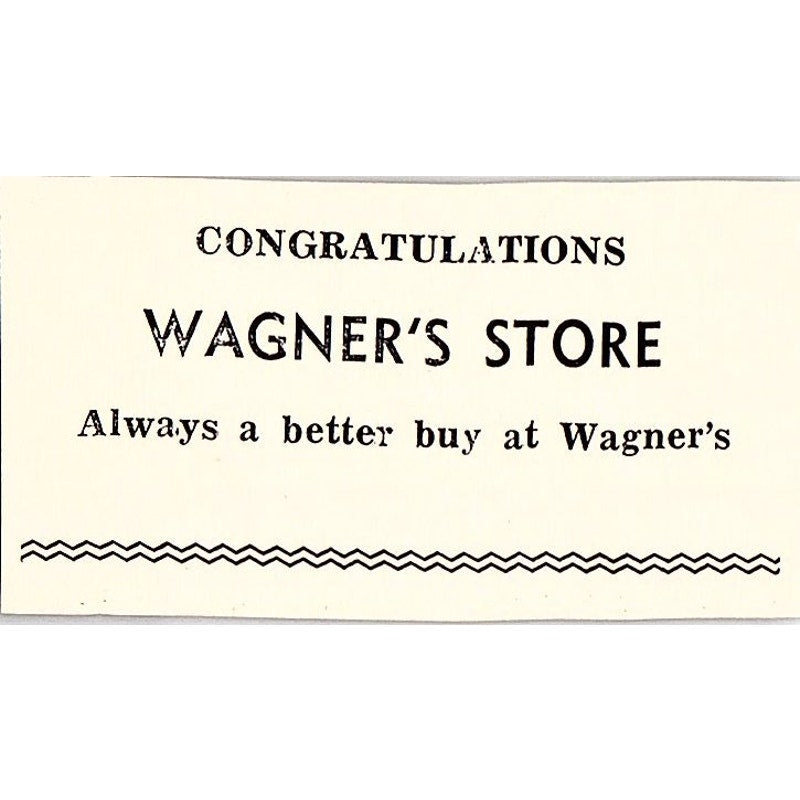 CONGRATULATIONS
WAGNER'S STORE
Always a better buy at Wagner's